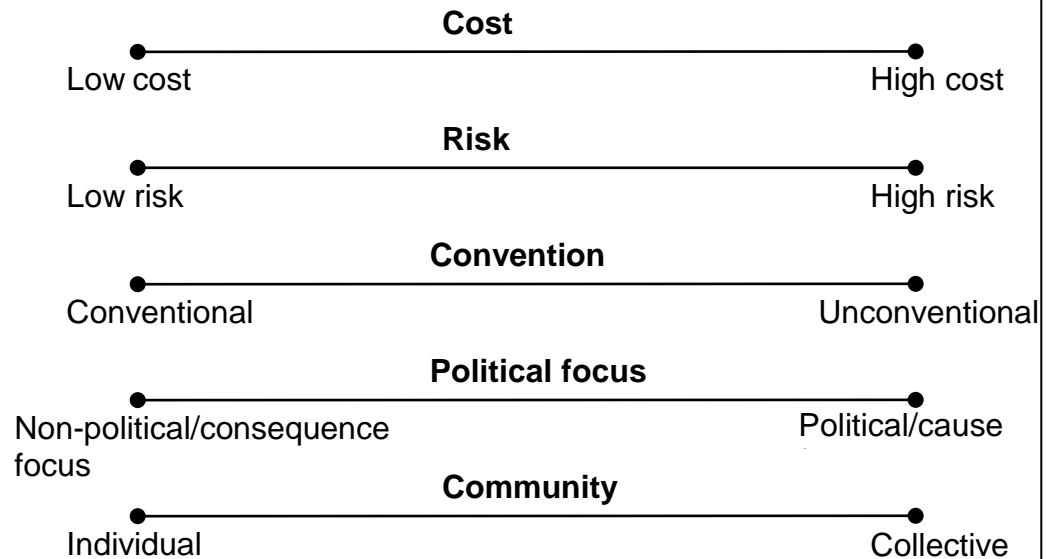 Cost
Low cost High cost
Risk
Low risk High risk
Convention
Conventional Unconventional
Political focus
Non-political/consequence Political/cause
focus
Community
Individual Collective